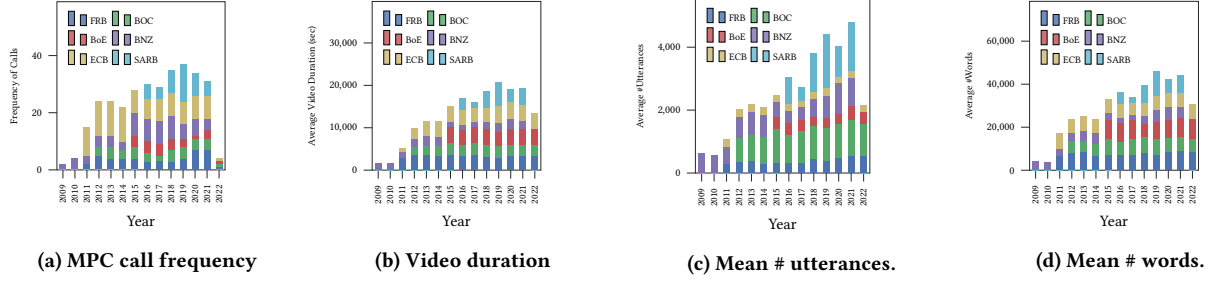 Frequency of Calls
40
20
0
FRB BOC
BoE BNZ
ECB SARB
2009 2010 2011 2012 2013 2014 2015 2016 2017 2018 2019 2020 2021 2022
Year
(a) MPC call frequency
Average Video Duration (sec)
30,000
20,000
10,000
0
FRB BOC
BoE BNZ
ECB SARB
2009 2010 2011 2012 2013 2014 2015 2016 2017 2018 2019 2020 2021 2022
Year
(b) Video duration
Average #Utterances
4,000
2,000
0
FRB BOC
BoE BNZ
ECB SARB
2009 2010 2011 2012 2013 2014 2015 2016 2017 2018 2019 2020 2021 2022
Year
(c) Mean # utterances.
Average #Words
60,000
40,000
20,000
0
FRB BOC
BoE BNZ
ECB SARB
2009 2010 2011 2012 2013 2014 2015 2016 2017 2018 2019 2020 2021 2022
Year
(d) Mean # words.